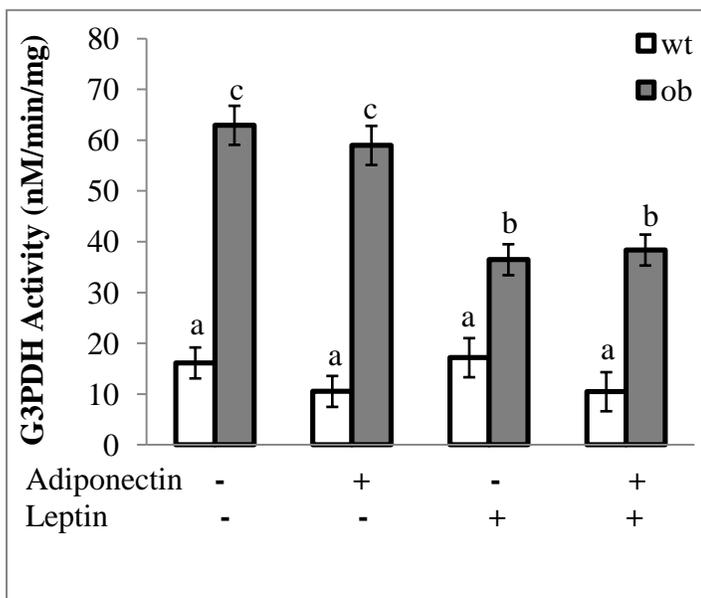 G3PDH Activity (nM/min/mg)
80
70
60
50
40
30
20
10
0
wt
ob
c
c
b
b
a
a
a
a
Adiponectin - + - +
Leptin - - + +